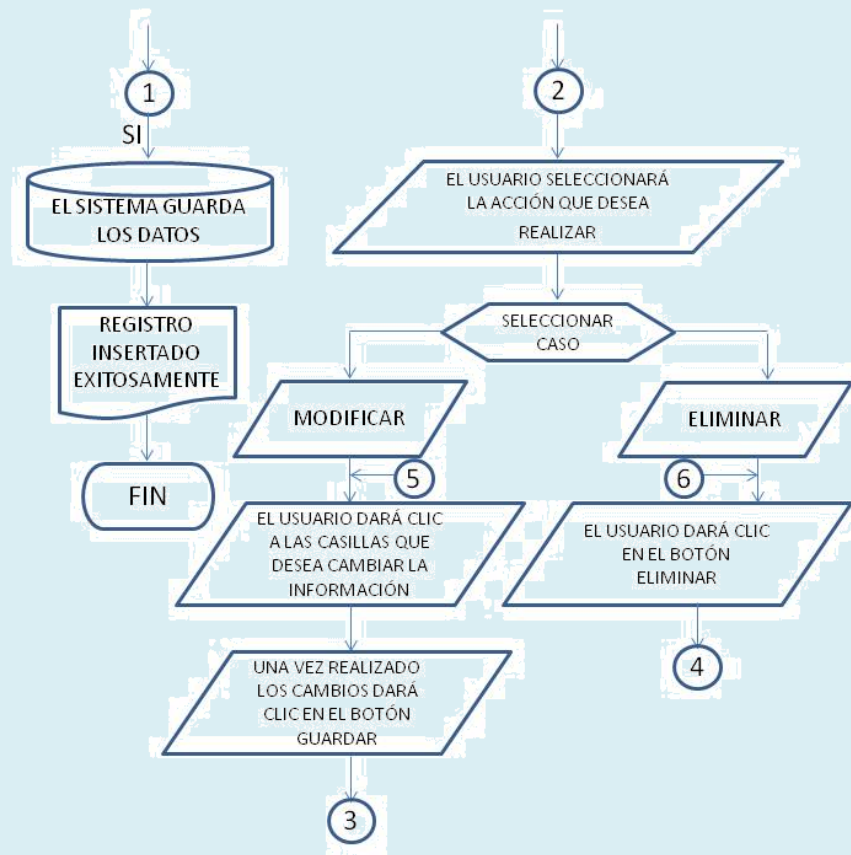 1
SI
EL SISTEMA GUARDA
LOS DATOS
REGISTRO
INSERTADO
EXITOSAMENTE
FIN
2
EL USUARIO SELECCIONARÁ
LA ACCIÓN QUE DESEA
REALIZAR
SELECCIONAR
CASO
MODIFICAR
5
EL USUARIO DARÁ CLIC
A LAS CASILLAS QUE
DESEA CAMBIAR LA
INFORMACIÓN
UNA VEZ REALIZADO
LOS CAMBIOS DARÁ
CLIC EN EL BOTÓN
GUARDAR
3
ELIMINAR
6
EL USUARIO DARÁ CLIC
EN EL BOTÓN
ELIMINAR
4